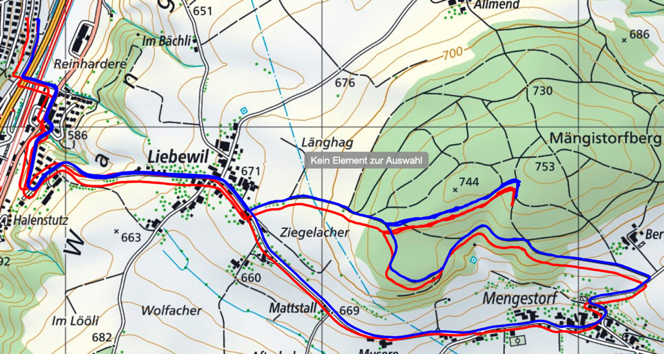 651
Allmend
Im Bächli
g
686
Reinhardere
700
n
676
730
586
Mängistorfberg
Länghag
Liebewil
a
Kein Element zur Auswahl
671
753
744
Halenstutz
663
Ziegelacher
Ber
W
92
660
Mengestorf
Wolfacher
Mattstall
669
Im Lööli
682